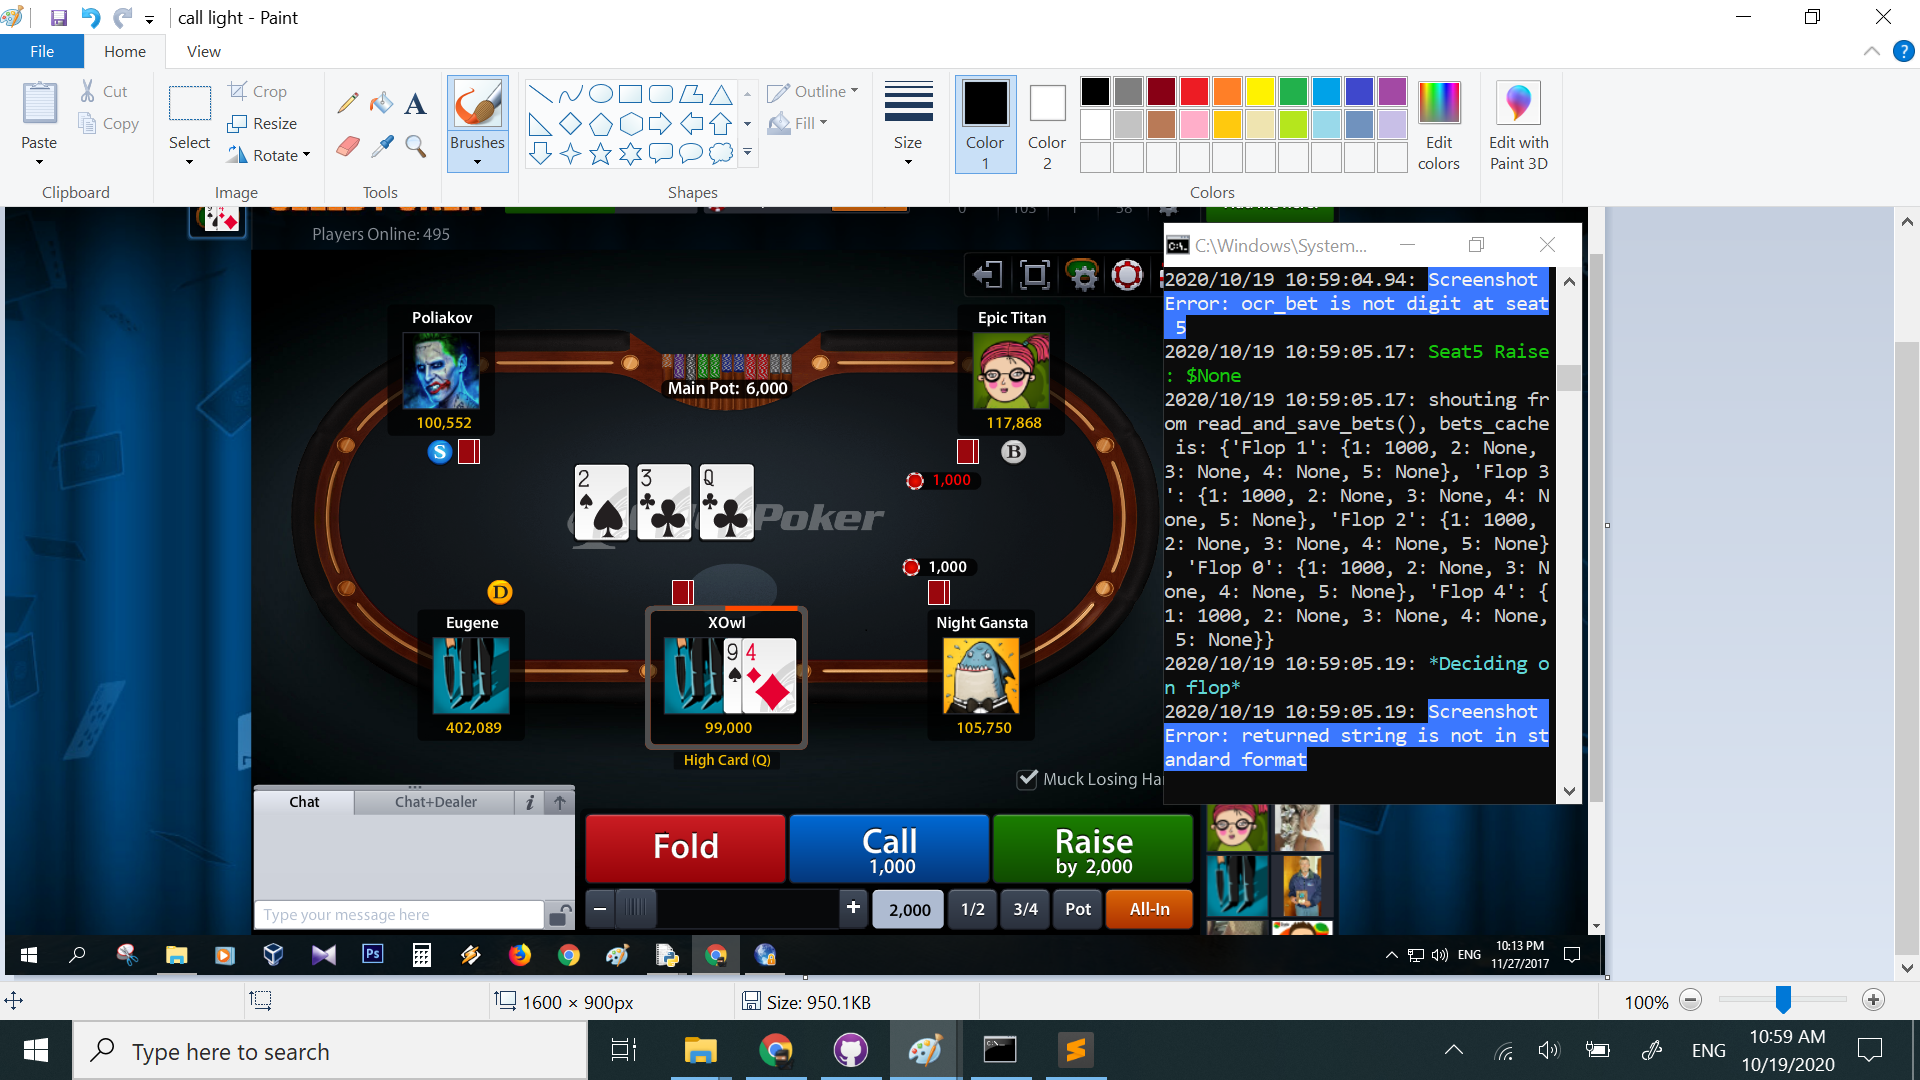 call light - Paint
File
Home
View
Cut
Copy
Paste
Clipboard
Crop
Resize
Rotate
Select
Image
A
Tools
Brushes
Outline
Fill
Shapes
Size
Color
1
Color
2
Edit
colors
Colors
Edit with
Paint 3D
?
Players Online: 495
Poliakov
100,552
S
Epic Titan
117,868
B
Main Pot: 6,000
1,000
2
3
Q
Poker
1,000
D
Eugene
402,089
XOwl
9
4
99,000
High Card (Q)
Night Gansta
105,750
Muck Losing Ha
Chat
Chat+Dealer
i
Type your message here
Fold
Call
1,000
Raise
by 2,000
−
+
2,000
1/2
3/4
Pot
All-In
C:\Windows\System...
2020/10/19 10:59:04.94: Screenshot
Error: ocr_bet is not digit at seat
5
2020/10/19 10:59:05.17: Seat5 Raise
: $None
2020/10/19 10:59:05.17: shouting fr
om read_and_save_bets(), bets_cache
is: {'Flop 1': {1: 1000, 2: None,
3: None, 4: None, 5: None}, 'Flop 3
': {1: 1000, 2: None, 3: None, 4: N
one, 5: None}, 'Flop 2': {1: 1000,
2: None, 3: None, 4: None, 5: None}
, 'Flop 0': {1: 1000, 2: None, 3: N
one, 4: None, 5: None}, 'Flop 4': {
1: 1000, 2: None, 3: None, 4: None,
5: None}}
2020/10/19 10:59:05.19: *Deciding o
n flop*
2020/10/19 10:59:05.19: Screenshot
Error: returned string is not in st
andard format
Ps
ENG
10:13 PM
11/27/2017
1600 × 900px
Size: 950.1KB
100%
Type here to search
ENG
10:59 AM
10/19/2020